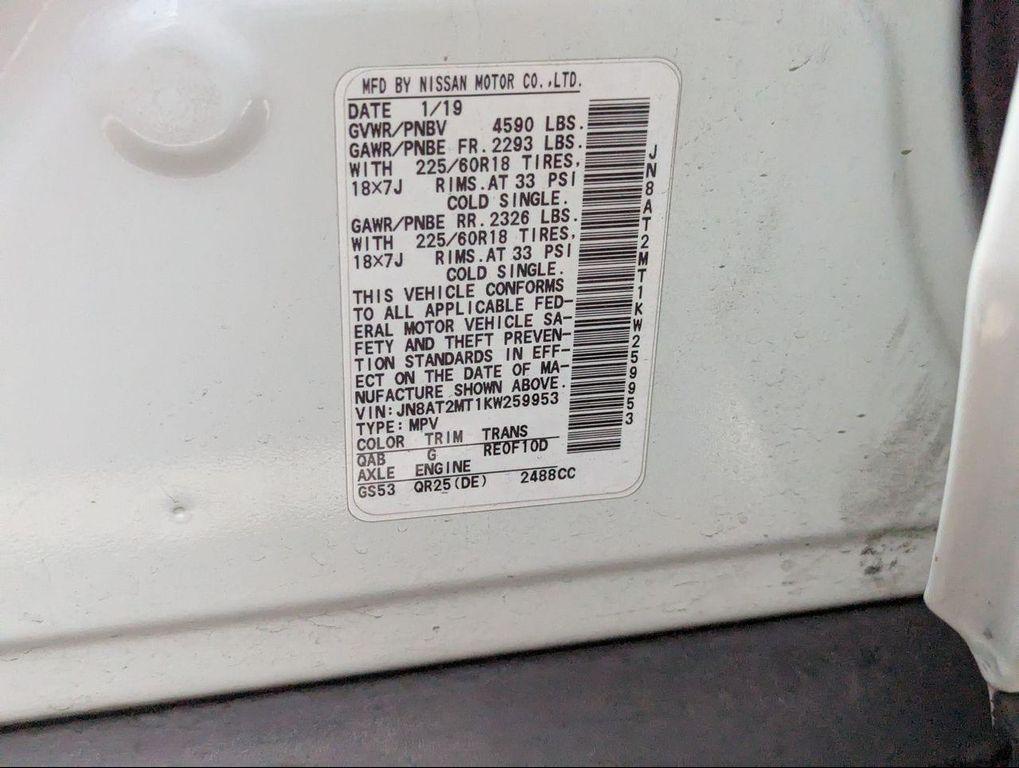 MFD BY NISSAN MOTOR CO.,LTD.
DATE 1/19
GVWR/PNBV 4590 LBS.
GAWR/PNBE FR. 2293 LBS.
WITH 225/60R18 TIRES,
18×7J RIMS.AT 33 PSI
COLD SINGLE.
GAWR/PNBE RR. 2326 LBS.
WITH 225/60R18 TIRES,
18×7J RIMS.AT 33 PSI
COLD SINGLE.
THIS VEHICLE CONFORMS
TO ALL APPLICABLE FED-
ERAL MOTOR VEHICLE SA-
FETY AND THEFT PREVEN-
TION STANDARDS IN EFF-
ECT ON THE DATE OF MA-
NUFACTURE SHOWN ABOVE.
VIN:JN8AT2MT1KW259953
TYPE:MPV
COLOR TRIM TRANS
QAB G RE0F10D
AXLE ENGINE
GS53 QR25(DE) 2488CC
JN8AT2MT1KW259953